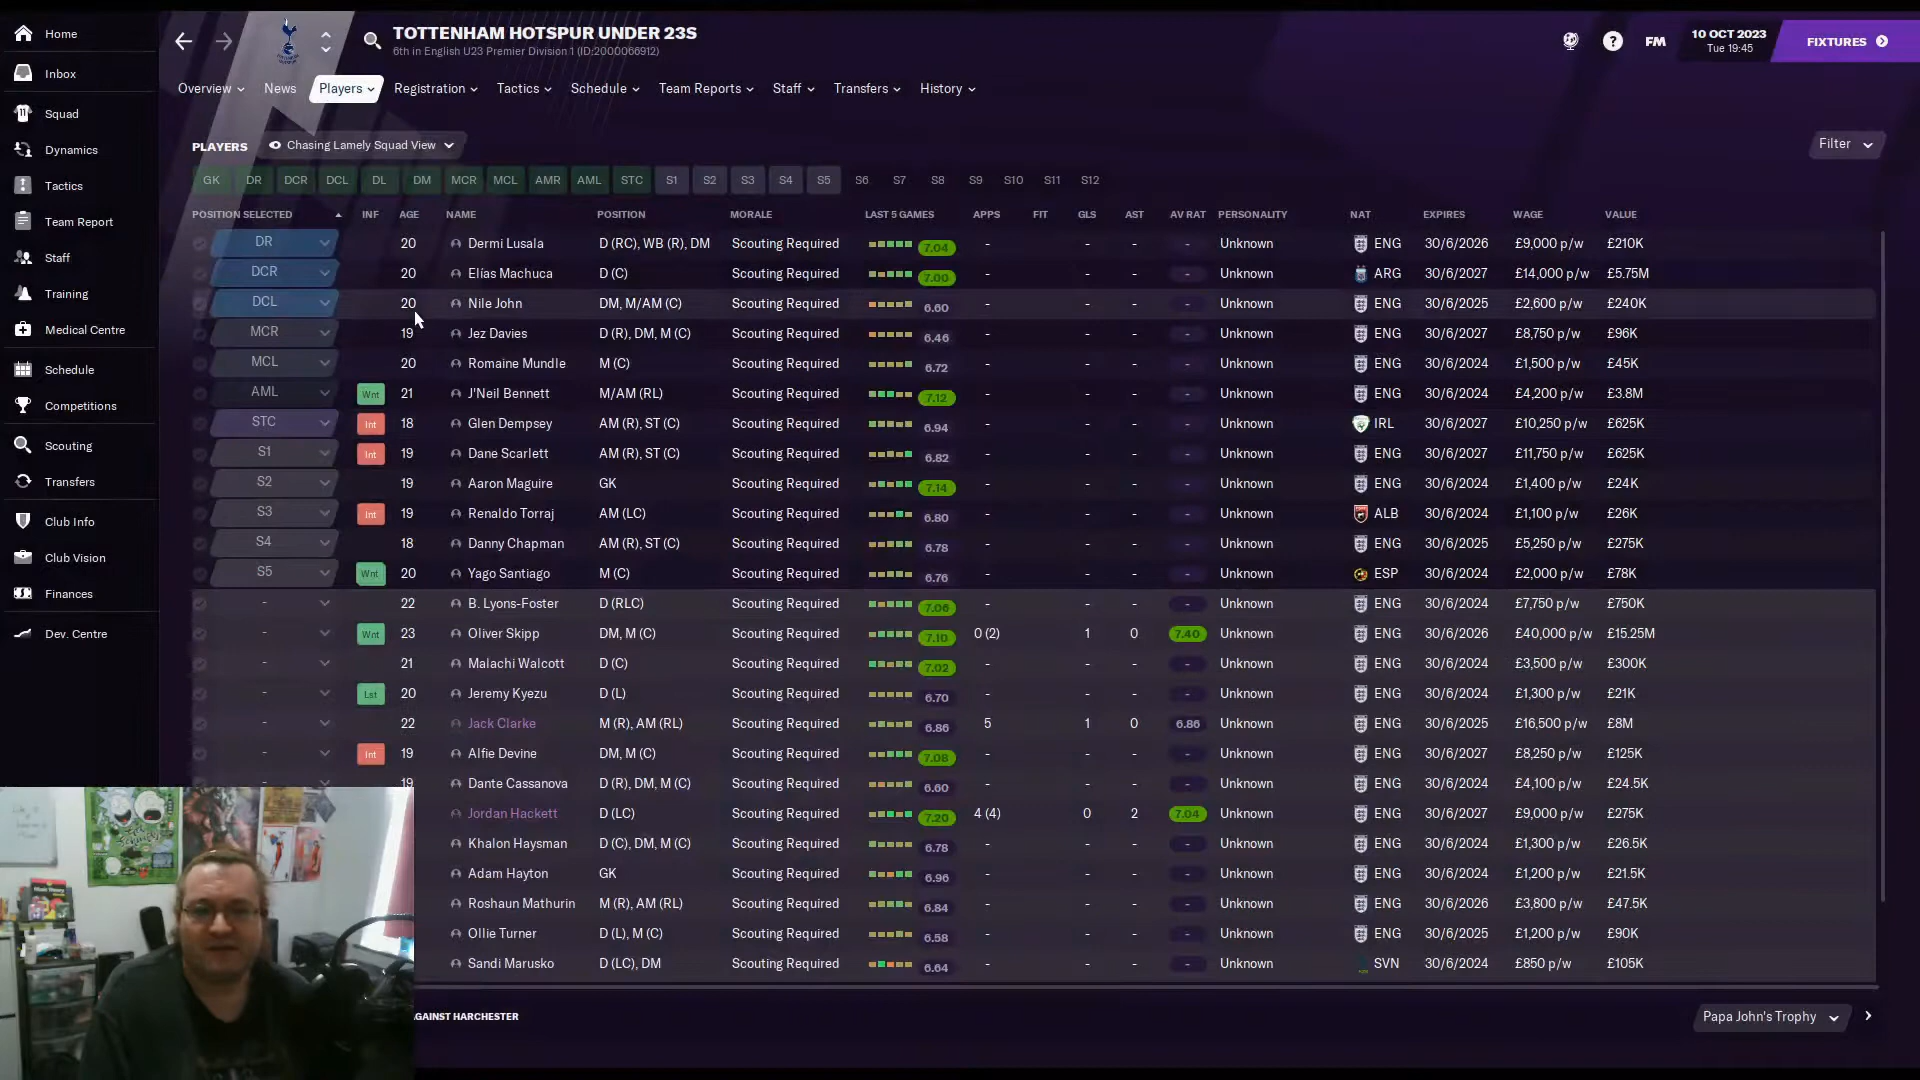 Home
Inbox
Squad
Dynamics
Tactics
Team Report
Staff
Training
Medical Centre
Schedule
Competitions
Scouting
Transfers
Club Info
Club Vision
Finances
Dev. Centre
TOTTENHAM HOTSPUR UNDER 23S
6th in English U23 Premier Division 1 (ID:2000066912)
FM
10 OCT 2023
Tue 19:45
FIXTURES
Overview News Players Registration Tactics Schedule Team Reports Staff Transfers History
PLAYERS Chasing Lamely Squad View Filter
GK DR DCR DCL DL DM MCR MCL AMR AML STC S1 S2 S3 S4 S5 S6 S7 S8 S9 S10 S11 S12
POSITION SELECTED INF AGE NAME POSITION MORALE LAST 5 GAMES APPS FIT GLS AST AV RAT PERSONALITY NAT EXPIRES WAGE VALUE
DR 20 Dermi Lusala D (RC), WB (R), DM Scouting Required 7.04 - - - - Unknown ENG 30/6/2026 £9,000 p/w £210K
DCR 20 Elías Machuca D (C) Scouting Required 7.00 - - - - Unknown ARG 30/6/2027 £14,000 p/w £5.75M
DCL 20 Nile John DM, M/AM (C) Scouting Required 6.60 - - - - Unknown ENG 30/6/2025 £2,600 p/w £240K
MCR 19 Jez Davies D (R), DM, M (C) Scouting Required 6.46 - - - - Unknown ENG 30/6/2027 £8,750 p/w £96K
MCL 20 Romaine Mundle M (C) Scouting Required 6.72 - - - - Unknown ENG 30/6/2024 £1,500 p/w £45K
AML Wnt 21 J'Neil Bennett M/AM (RL) Scouting Required 7.12 - - - - Unknown ENG 30/6/2024 £4,200 p/w £3.8M
STC Int 18 Glen Dempsey AM (R), ST (C) Scouting Required 6.94 - - - - Unknown IRL 30/6/2027 £10,250 p/w £625K
S1 Int 19 Dane Scarlett AM (R), ST (C) Scouting Required 6.82 - - - - Unknown ENG 30/6/2027 £11,750 p/w £625K
S2 19 Aaron Maguire GK Scouting Required 7.14 - - - - Unknown ENG 30/6/2024 £1,400 p/w £24K
S3 Int 19 Renaldo Torraj AM (LC) Scouting Required 6.80 - - - - Unknown ALB 30/6/2024 £1,100 p/w £26K
S4 18 Danny Chapman AM (R), ST (C) Scouting Required 6.78 - - - - Unknown ENG 30/6/2025 £5,250 p/w £275K
S5 Wnt 20 Yago Santiago M (C) Scouting Required 6.76 - - - - Unknown ESP 30/6/2024 £2,000 p/w £78K
- 22 B. Lyons-Foster D (RLC) Scouting Required 7.06 - - - - Unknown ENG 30/6/2024 £7,750 p/w £750K
- Wnt 23 Oliver Skipp DM, M (C) Scouting Required 7.10 0 (2) 1 0 7.40 Unknown ENG 30/6/2026 £40,000 p/w £15.25M
- 21 Malachi Walcott D (C) Scouting Required 7.02 - - - - Unknown ENG 30/6/2024 £3,500 p/w £300K
- Lst 20 Jeremy Kyezu D (L) Scouting Required 6.70 - - - - Unknown ENG 30/6/2024 £1,300 p/w £21K
- 22 Jack Clarke M (R), AM (RL) Scouting Required 6.86 5 1 0 6.86 Unknown ENG 30/6/2025 £16,500 p/w £8M
- Int 19 Alfie Devine DM, M (C) Scouting Required 7.08 - - - - Unknown ENG 30/6/2027 £8,250 p/w £125K
- 19 Dante Cassanova D (R), DM, M (C) Scouting Required 6.60 - - - - Unknown ENG 30/6/2024 £4,100 p/w £24.5K
Jordan Hackett D (LC) Scouting Required 7.20 4 (4) 0 2 7.04 Unknown ENG 30/6/2027 £9,000 p/w £275K
Khalon Haysman D (C), DM, M (C) Scouting Required 6.78 - - - - Unknown ENG 30/6/2024 £1,300 p/w £26.5K
Adam Hayton GK Scouting Required 6.96 - - - - Unknown ENG 30/6/2024 £1,200 p/w £21.5K
Roshaun Mathurin M (R), AM (RL) Scouting Required 6.84 - - - - Unknown ENG 30/6/2026 £3,800 p/w £47.5K
Ollie Turner D (L), M (C) Scouting Required 6.58 - - - - Unknown ENG 30/6/2025 £1,200 p/w £90K
Sandi Marusko D (LC), DM Scouting Required 6.64 - - - - Unknown SVN 30/6/2024 £850 p/w £105K
GAINST HARCHESTER
Papa John's Trophy